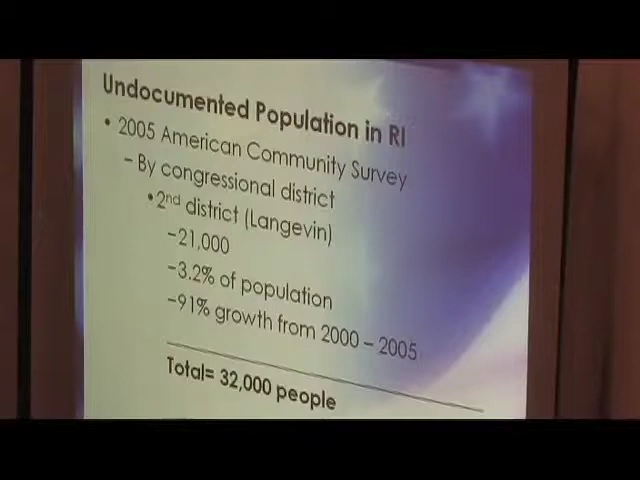 Undocumented Population in RI
• 2005 American Community Survey
– By congressional district
•2nd district (Langevin)
–21,000
–3.2% of population
–91% growth from 2000 – 2005
Total= 32,000 people